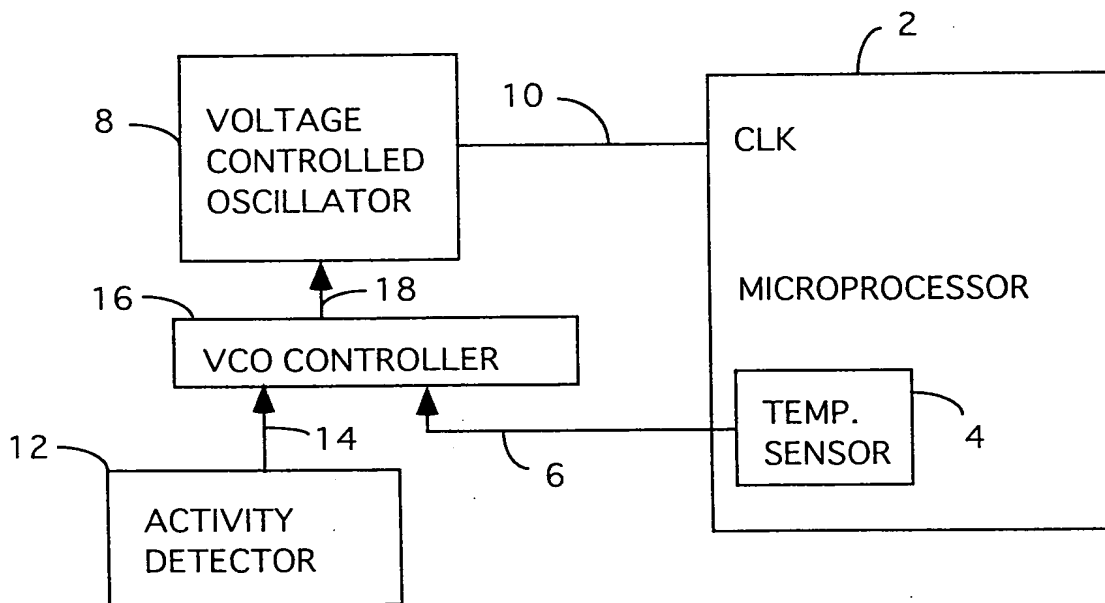 2
8
VOLTAGE
CONTROLLED
OSCILLATOR
10
CLK
MICROPROCESSOR
16
18
VCO CONTROLLER
TEMP.
SENSOR
4
14
6
12
ACTIVITY
DETECTOR